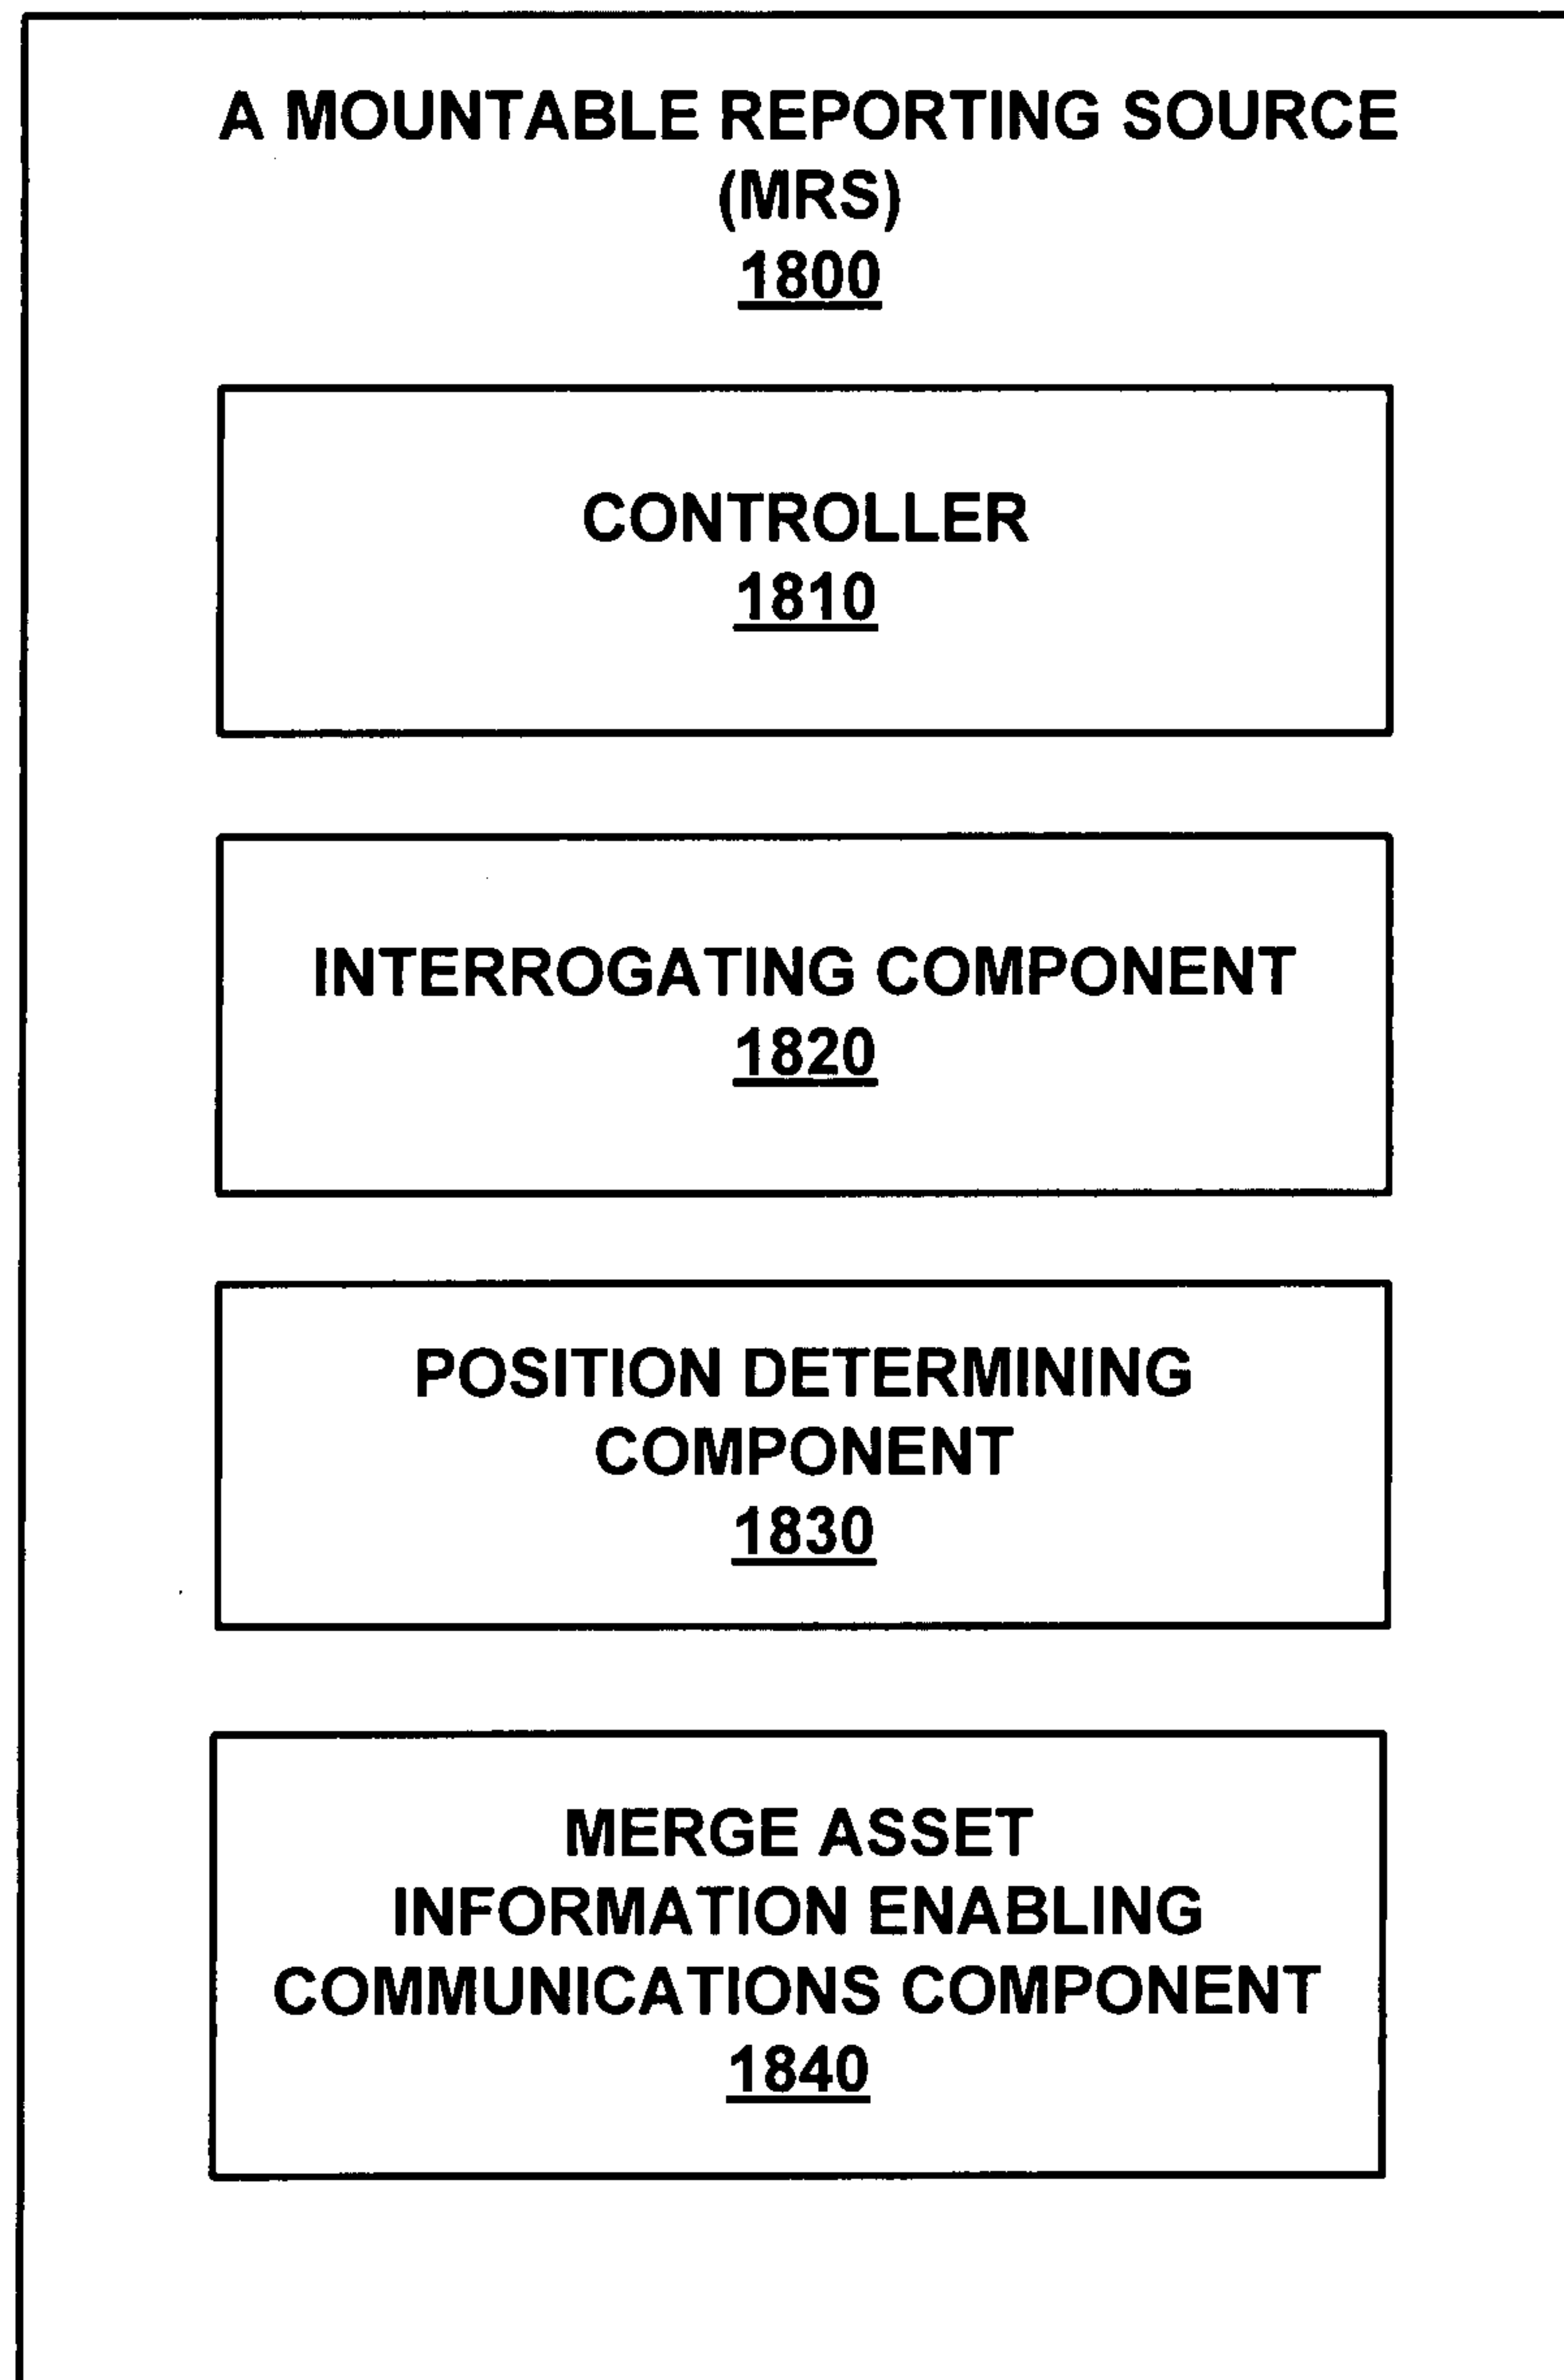 A MOUNTABLE REPORTING SOURCE
(MRS)
1800
CONTROLLER
1810
INTERROGATING COMPONENT
1820
POSITION DETERMINING
COMPONENT
1830
MERGE ASSET
INFORMATION ENABLING
COMMUNICATIONS COMPONENT
1840